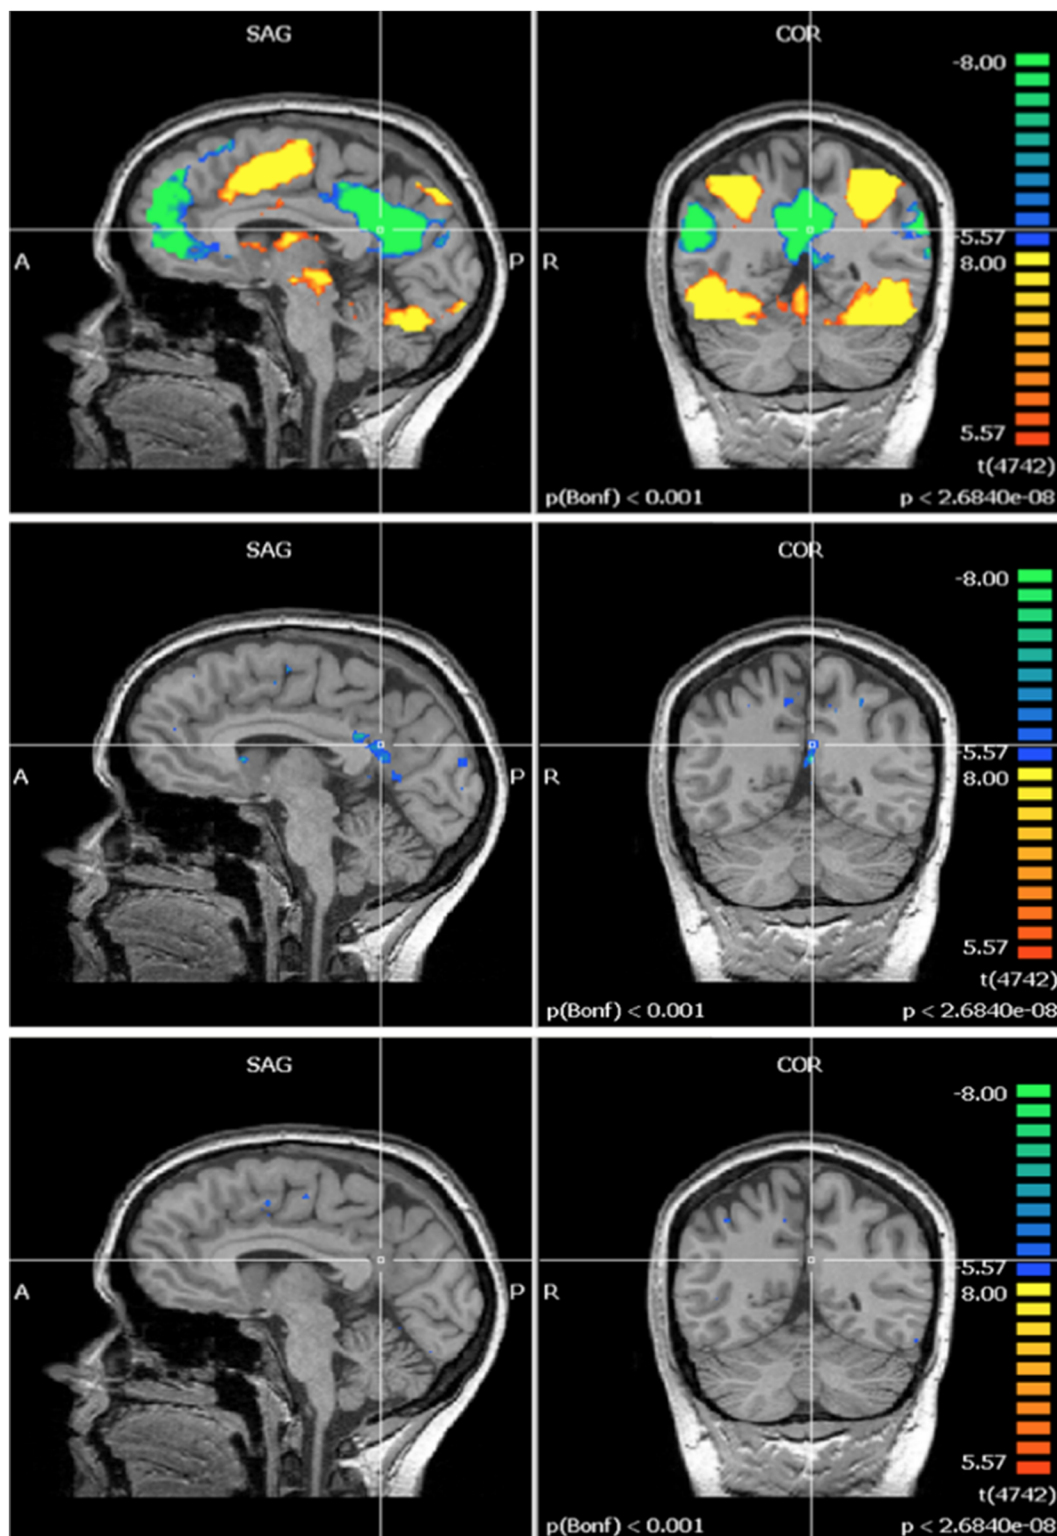 SAG
COR
-8.00
-5.57
8.00
A
P
R
5.57
t(4742)
p(Bonf) < 0.001
p < 2.6840e-08
SAG
COR
-8.00
-5.57
8.00
A
P
R
5.57
t(4742)
p(Bonf) < 0.001
p < 2.6840e-08
SAG
COR
-8.00
-5.57
8.00
A
P
R
5.57
t(4742)
p(Bonf) < 0.001
p < 2.6840e-08